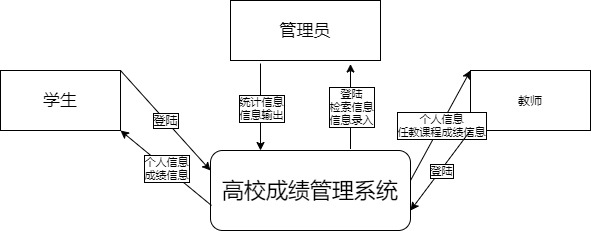 管理员
学生
教师
统计信息
信息输出
登陆
检索信息
信息录入
登陆
个人信息
任教课程成绩信息
个人信息
成绩信息
登陆
高校成绩管理系统